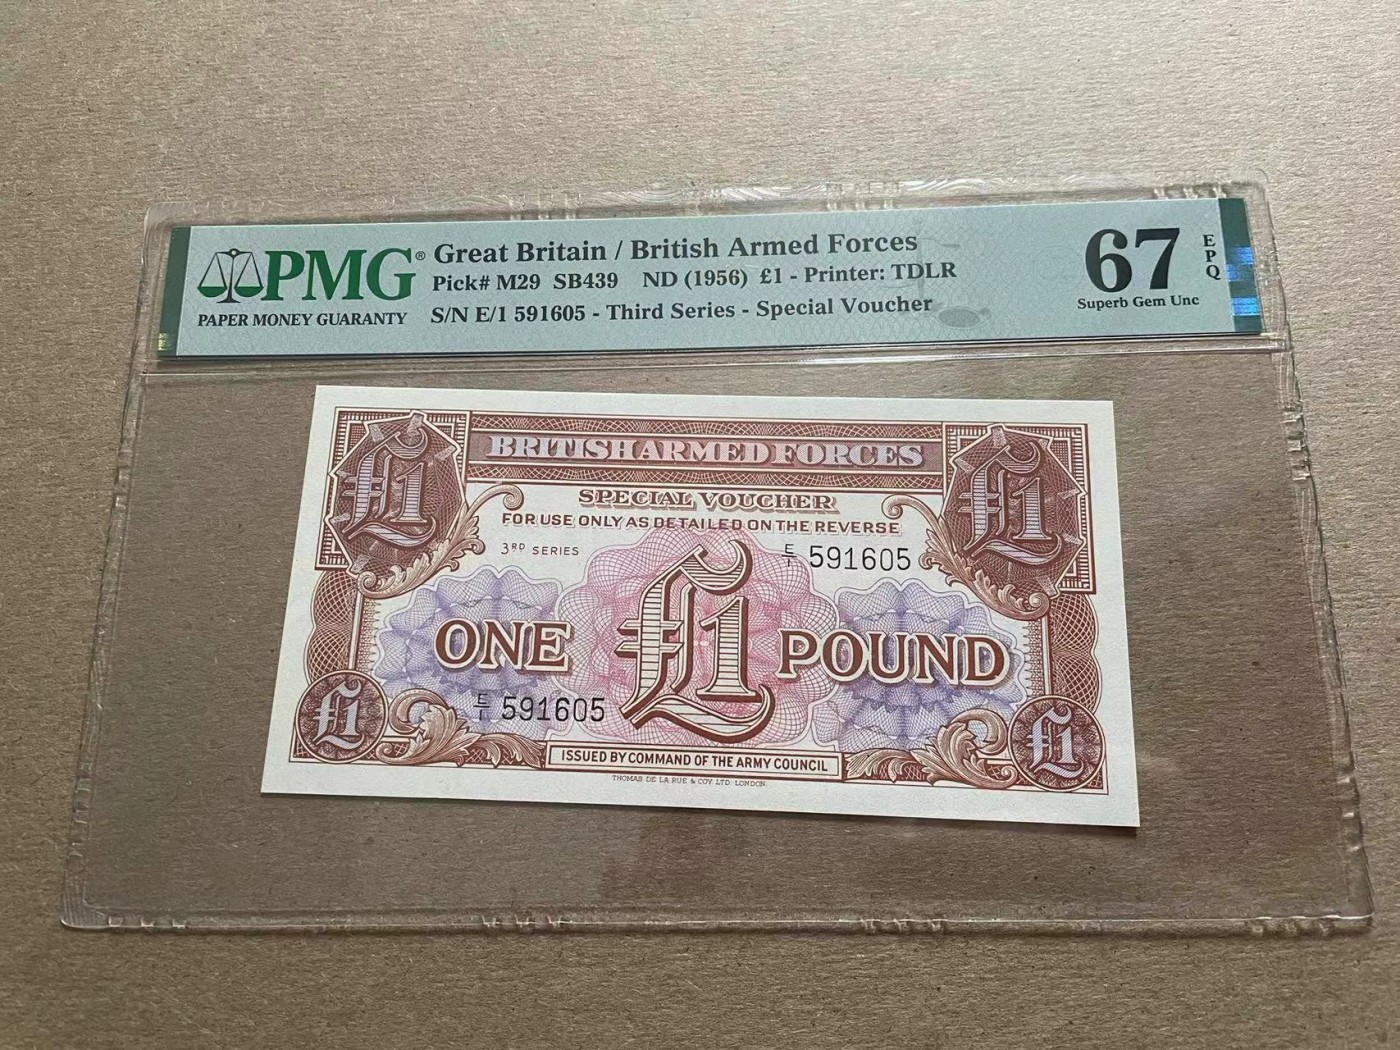 PMG®
PAPER MONEY GUARANTY
Great Britain / British Armed Forces
Pick# M29 SB439 ND (1956) £1 - Printer: TDLR
S/N E/1 591605 - Third Series - Special Voucher
67
EPQ
Superb Gem Unc
£1
£1
BRITISH ARMED FORCES
SPECIAL VOUCHER
FOR USE ONLY AS DETAILED ON THE REVERSE
3RD SERIES
E/1 591605
ONE £1 POUND
E/1 591605
£1
£1
ISSUED BY COMMAND OF THE ARMY COUNCIL
THOMAS DE LA RUE & COY LTD. LONDON.